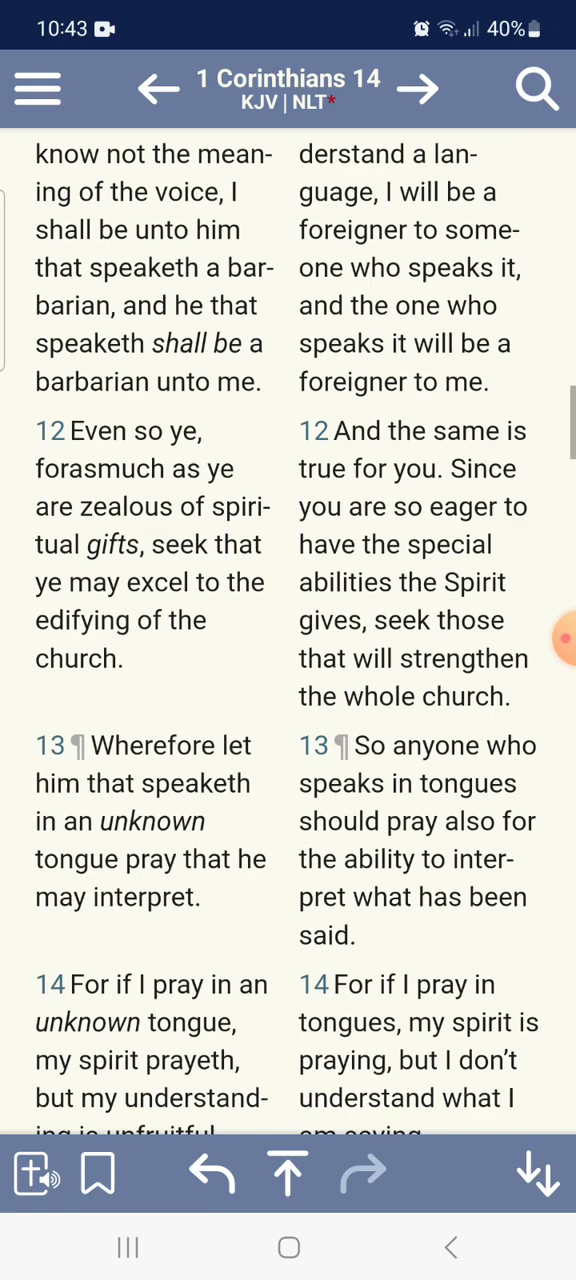 10:43
40%
1 Corinthians 14
KJV | NLT*
know not the mean-
ing of the voice, I
shall be unto him
that speaketh a bar-
barian, and he that
speaketh shall be a
barbarian unto me.
12 Even so ye,
forasmuch as ye
are zealous of spiri-
tual gifts, seek that
ye may excel to the
edifying of the
church.
13 ¶ Wherefore let
him that speaketh
in an unknown
tongue pray that he
may interpret.
14 For if I pray in an
unknown tongue,
my spirit prayeth,
but my understand-
ing is unfruitful
derstand a lan-
guage, I will be a
foreigner to some-
one who speaks it,
and the one who
speaks it will be a
foreigner to me.
12 And the same is
true for you. Since
you are so eager to
have the special
abilities the Spirit
gives, seek those
that will strengthen
the whole church.
13 ¶ So anyone who
speaks in tongues
should pray also for
the ability to inter-
pret what has been
said.
14 For if I pray in
tongues, my spirit is
praying, but I don't
understand what I
am saying